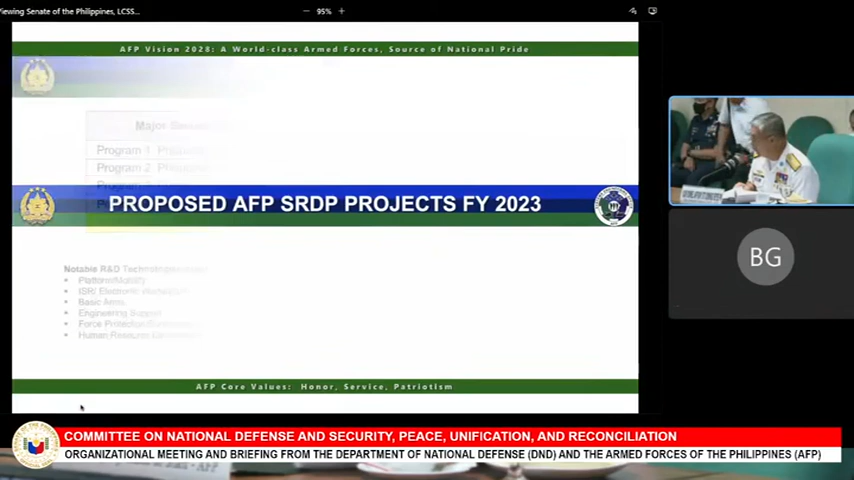 Viewing Senate of the Philippines, LCSS...
95%
AFP Vision 2028: A World-class Armed Forces, Source of National Pride
Major
Program 1
Program 2
PROPOSED AFP SRDP PROJECTS FY 2023
Notable R&D Technologies
Platform/Mobility
ISR/ Electronic
Basic Arms
Engineering Support
Force Protection
Human Resource
AFP Core Values: Honor, Service, Patriotism
BG
COMMITTEE ON NATIONAL DEFENSE AND SECURITY, PEACE, UNIFICATION, AND RECONCILIATION
ORGANIZATIONAL MEETING AND BRIEFING FROM THE DEPARTMENT OF NATIONAL DEFENSE (DND) AND THE ARMED FORCES OF THE PHILIPPINES (AFP)